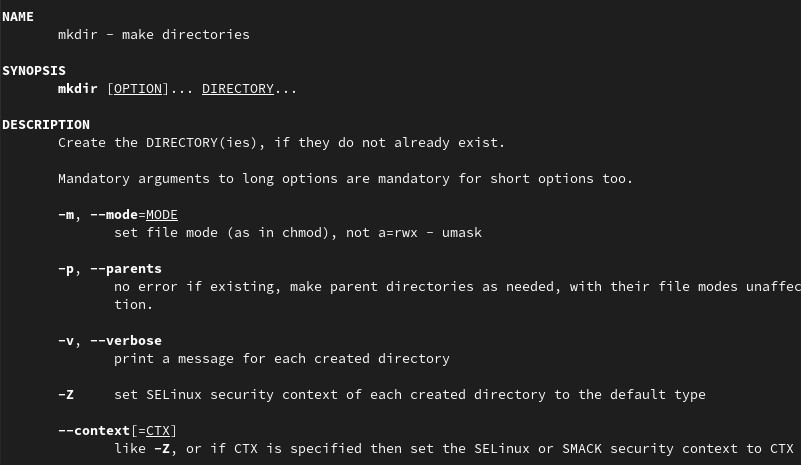 NAME
mkdir - make directories
SYNOPSIS
mkdir [OPTION]... DIRECTORY...
DESCRIPTION
Create the DIRECTORY(ies), if they do not already exist.
Mandatory arguments to long options are mandatory for short options too.
-m, --mode=MODE
set file mode (as in chmod), not a=rwx - umask
-p, --parents
no error if existing, make parent directories as needed, with their file modes unaffec
tion.
-v, --verbose
print a message for each created directory
-Z set SELinux security context of each created directory to the default type
--context[=CTX]
like -Z, or if CTX is specified then set the SELinux or SMACK security context to CTX